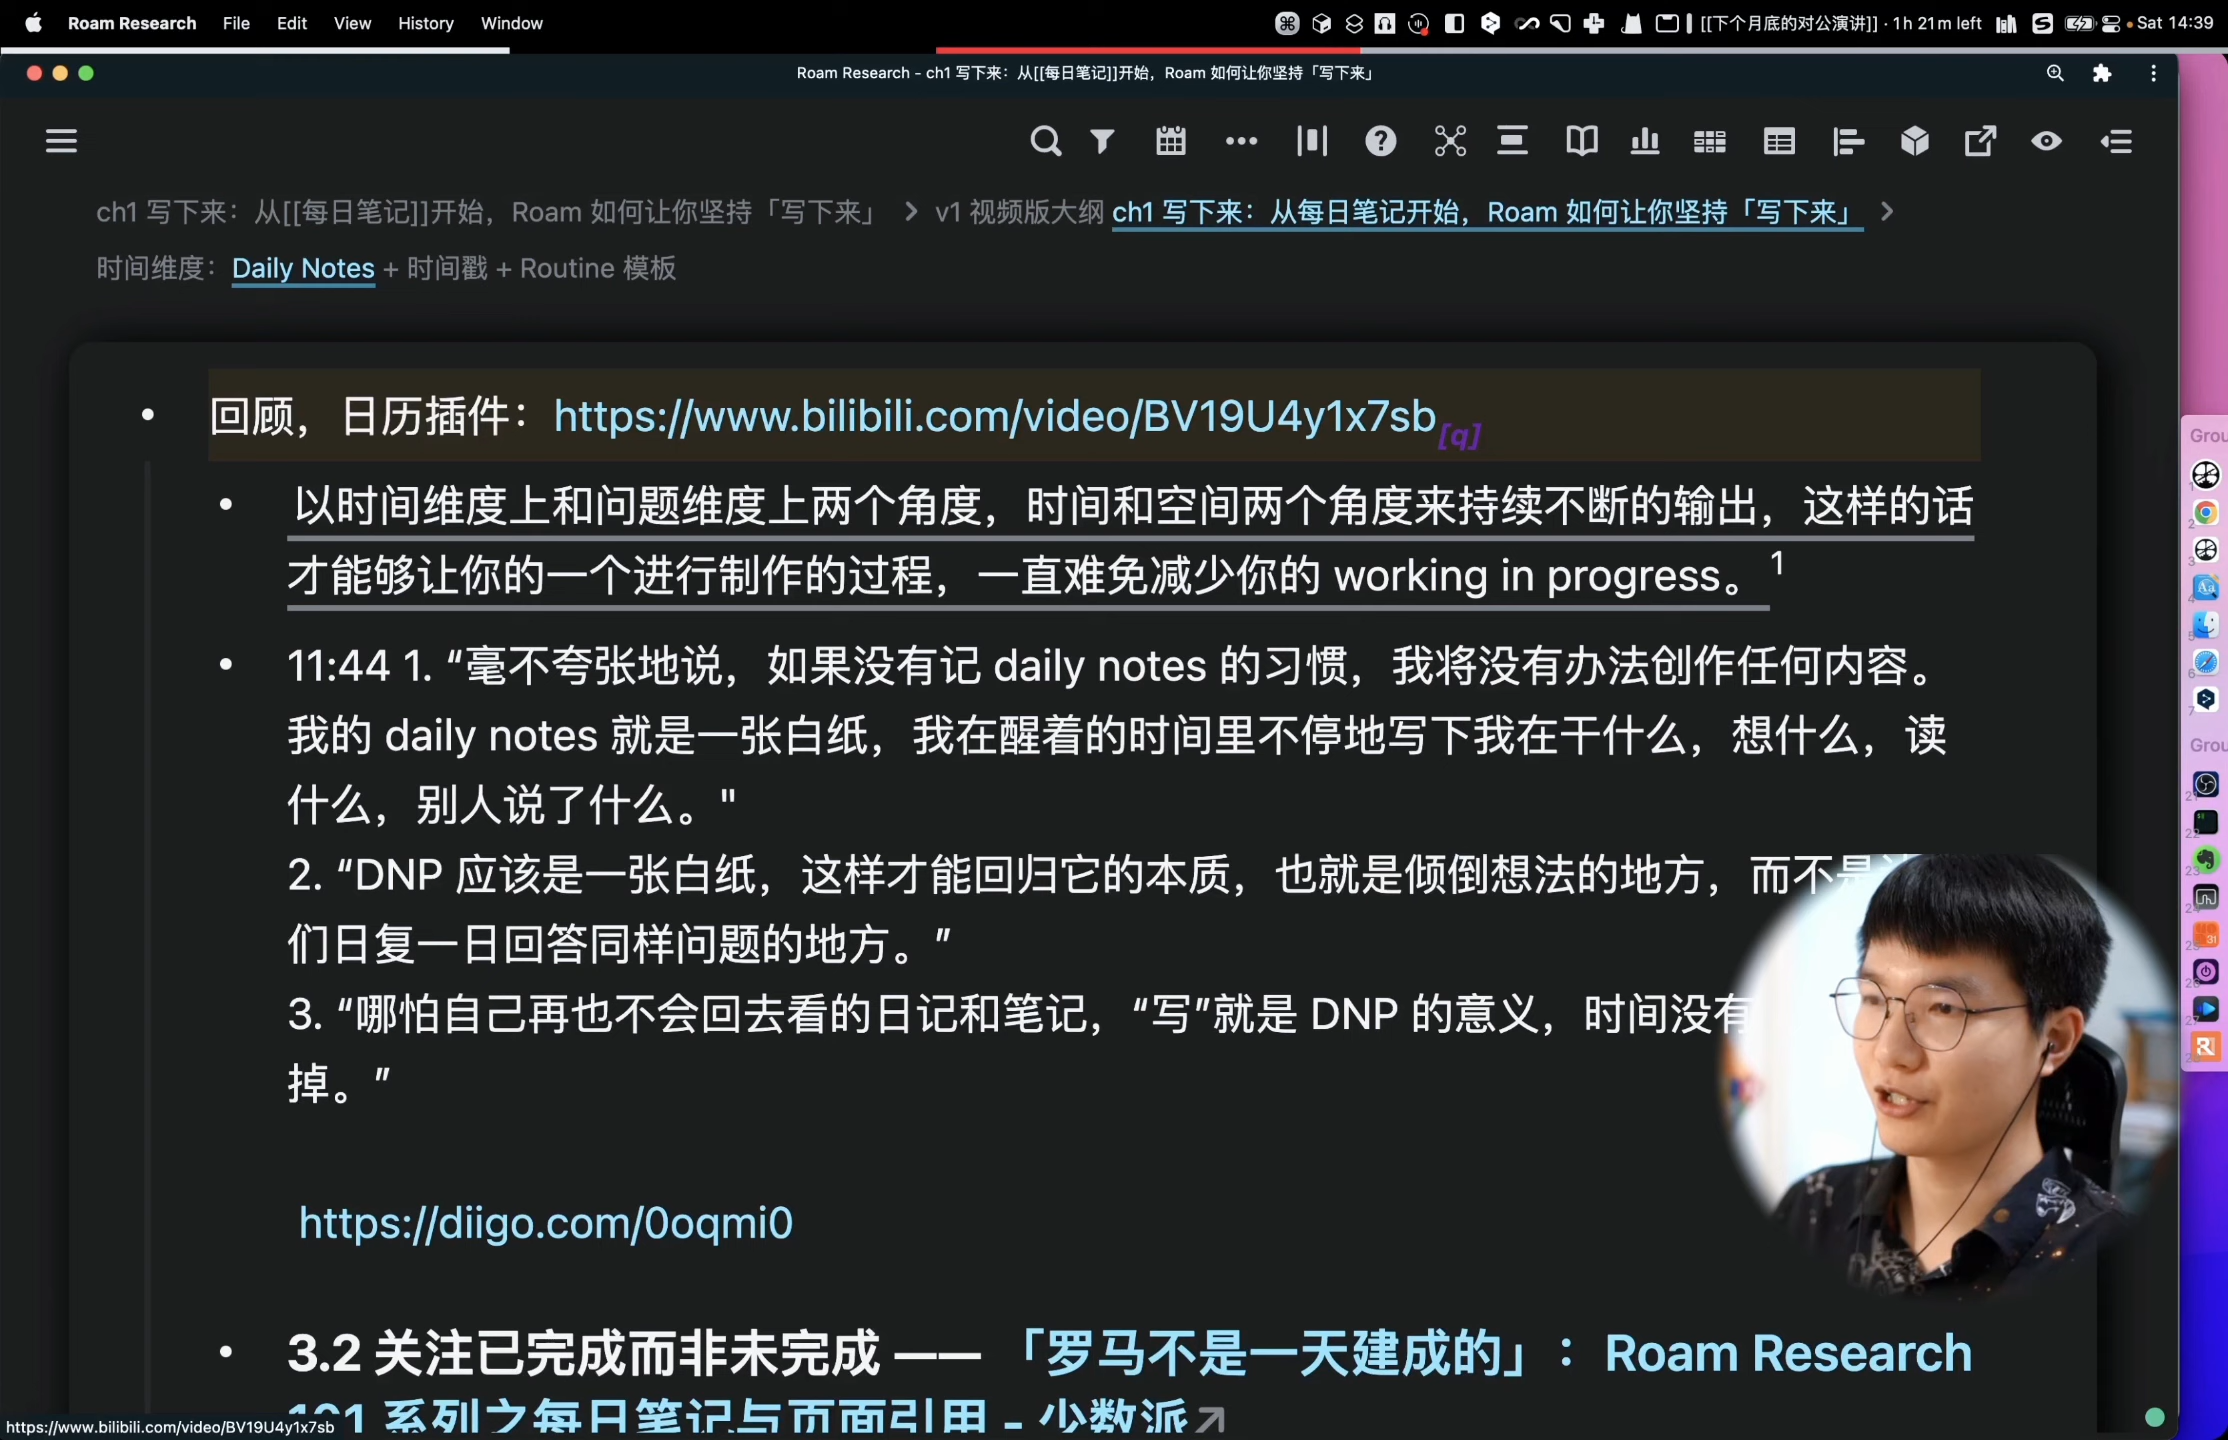 Roam Research File Edit View History Window
[[下个月底的对公演讲]] · 1h 21m left Sat 14:39
Roam Research - ch1 写下来：从[[每日笔记]]开始，Roam 如何让你坚持「写下来」
ch1 写下来：从[[每日笔记]]开始，Roam 如何让你坚持「写下来」 > v1 视频版大纲 ch1 写下来：从每日笔记开始，Roam 如何让你坚持「写下来」 >
时间维度：Daily Notes + 时间戳 + Routine 模板
回顾，日历插件：https://www.bilibili.com/video/BV19U4y1x7sb[q]
以时间维度上和问题维度上两个角度，时间和空间两个角度来持续不断的输出，这样的话
才能够让你的一个进行制作的过程，一直难免减少你的 working in progress。1
11:44 1. “毫不夸张地说，如果没有记 daily notes 的习惯，我将没有办法创作任何内容。
我的 daily notes 就是一张白纸，我在醒着的时间里不停地写下我在干什么，想什么，读
什么，别人说了什么。"
2. “DNP 应该是一张白纸，这样才能回归它的本质，也就是倾倒想法的地方，而不是
们日复一日回答同样问题的地方。”
3. “哪怕自己再也不会回去看的日记和笔记，“写”就是 DNP 的意义，时间没有
掉。”
https://diigo.com/0oqmi0
3.2 关注已完成而非未完成 —— 「罗马不是一天建成的」：Roam Research
101 系列之每日笔记与页面引用 - 少数派
https://www.bilibili.com/video/BV19U4y1x7sb
Grou
Grou